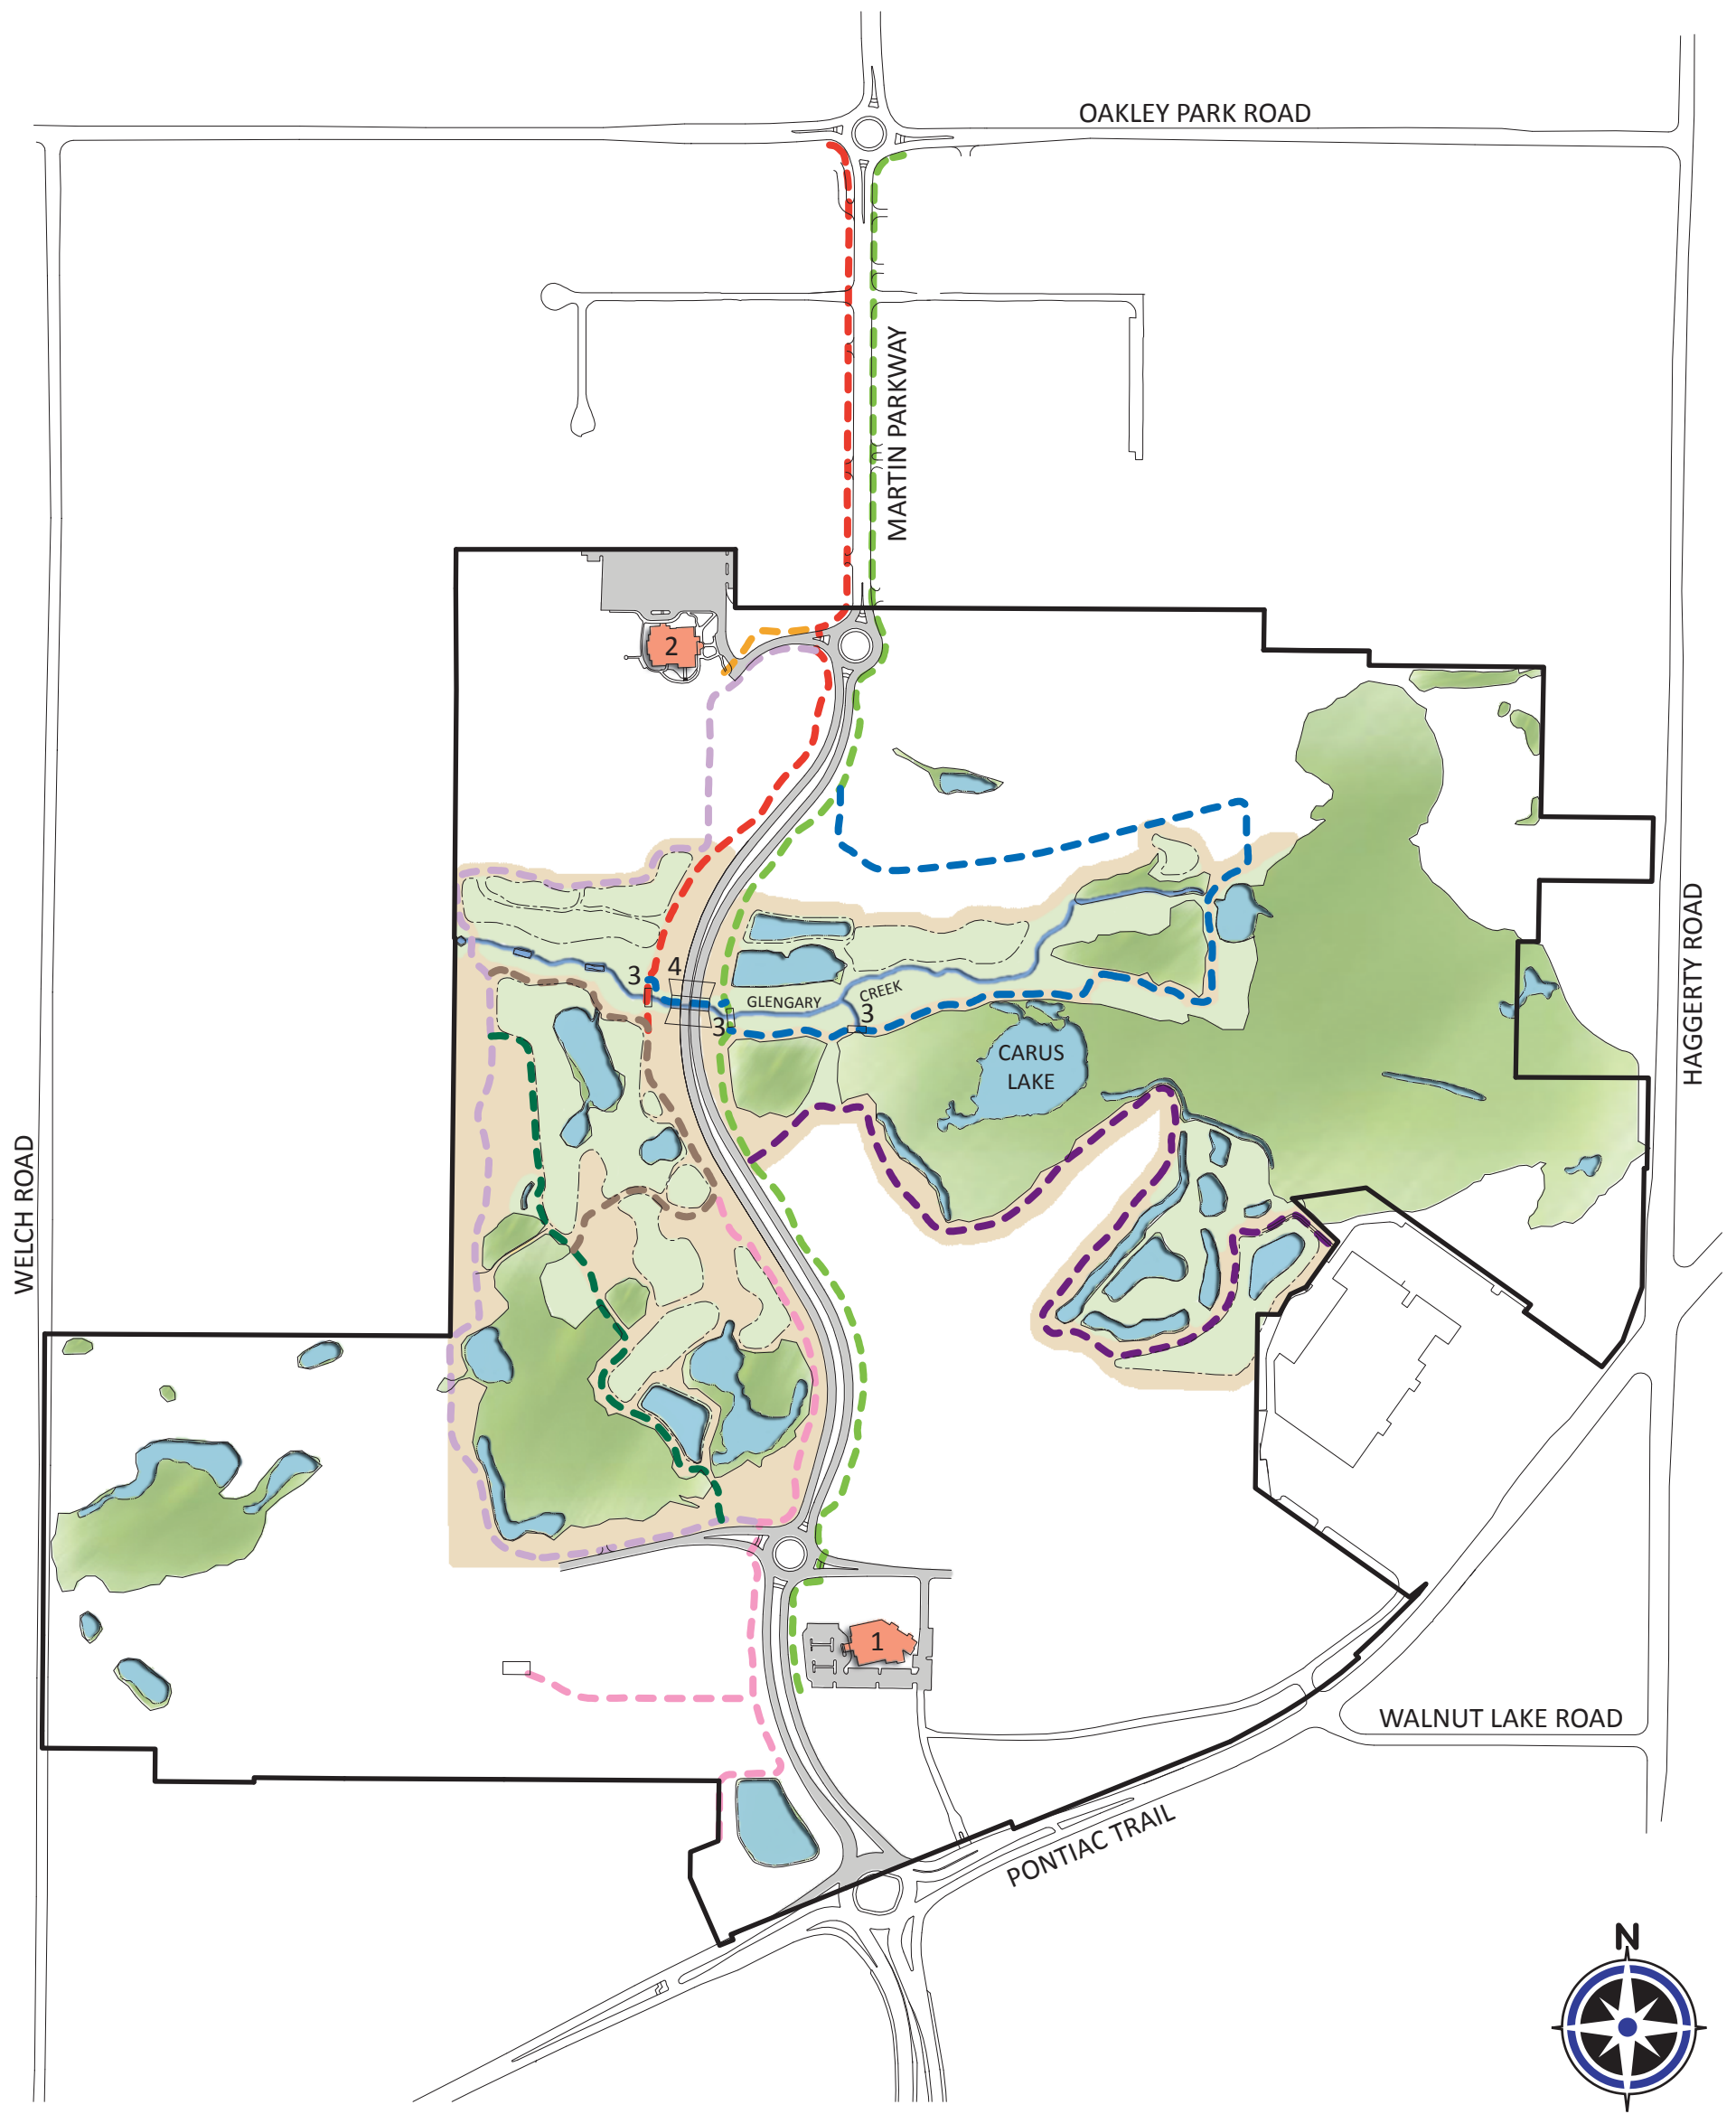 OAKLEY PARK ROAD
MARTIN PARKWAY
2
HAGGERTY ROAD
3
4
GLENGARY
CREEK
3
3
CARUS
LAKE
WELCH ROAD
1
WALNUT LAKE ROAD
PONTIAC TRAIL
N